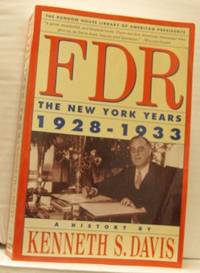 THE RANDOM HOUSE LIBRARY OF AMERICAN PRESIDENTS
FDR
THE NEW YORK YEARS
1928-1933
A HISTORY BY
KENNETH S. DAVIS